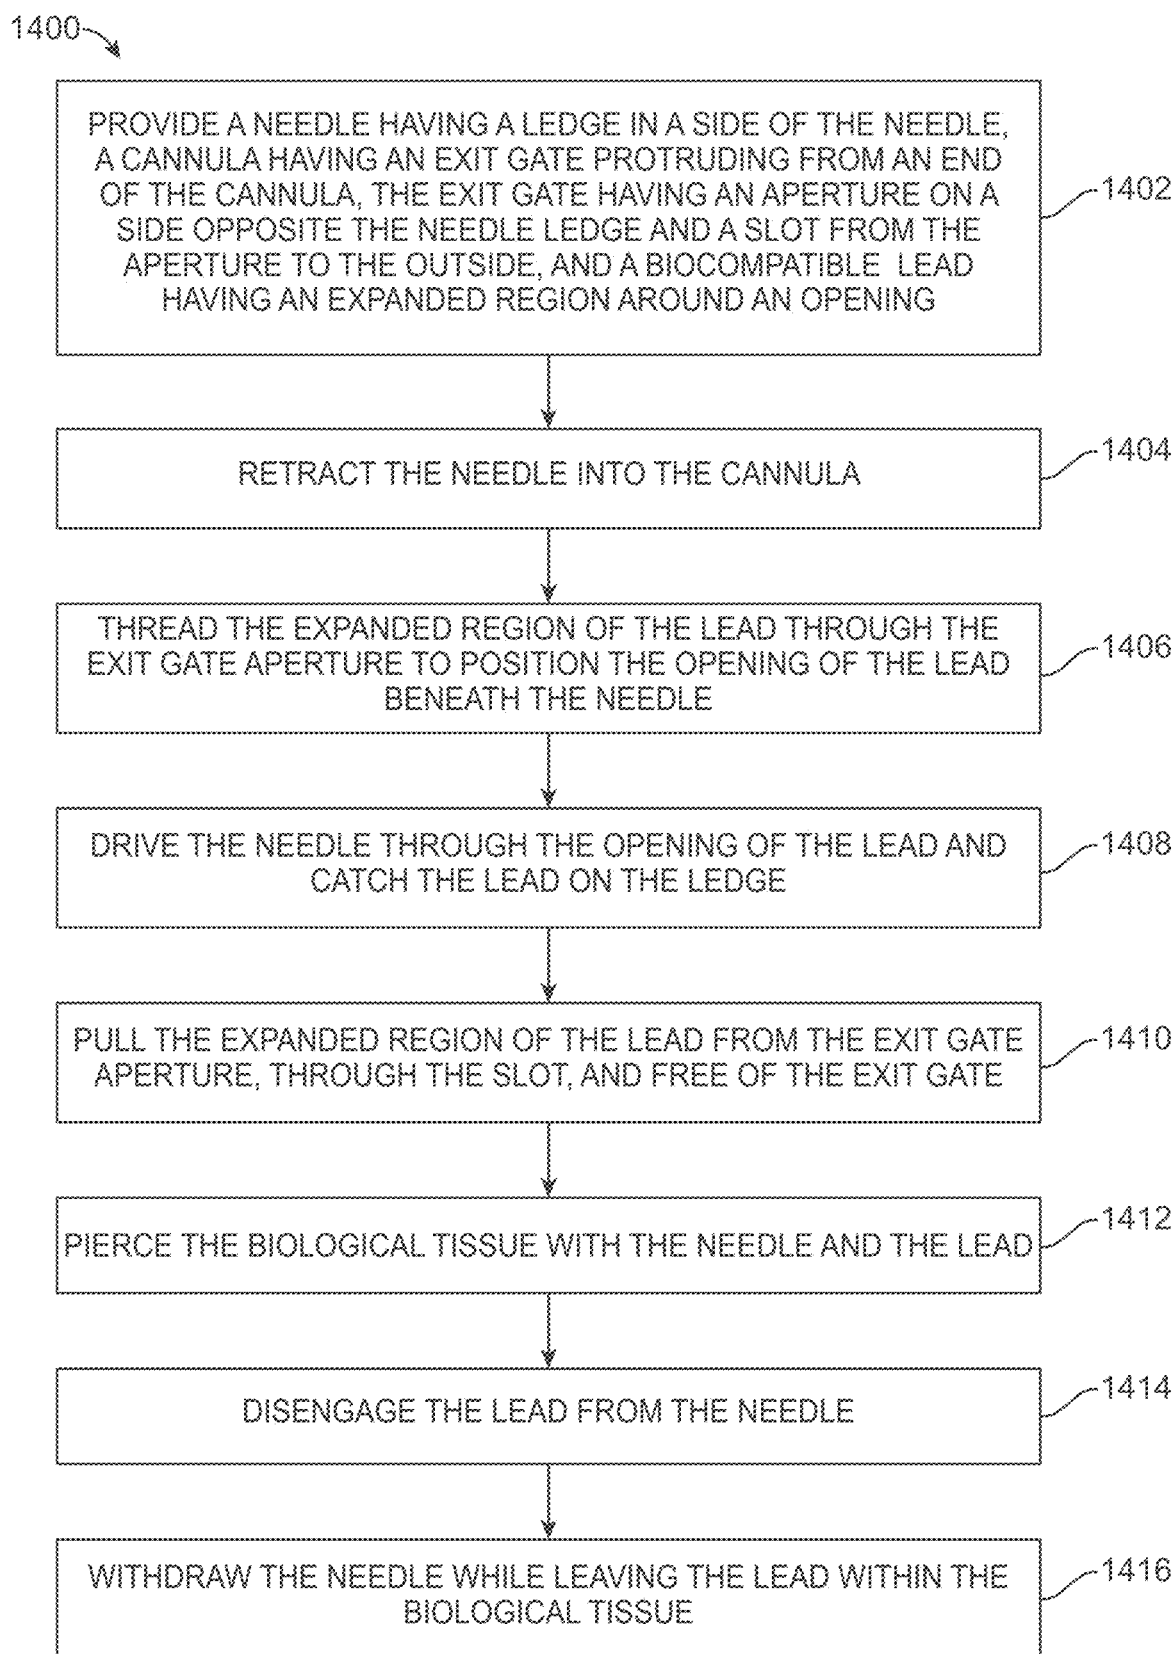 1400
PROVIDE A NEEDLE HAVING A LEDGE IN A SIDE OF THE NEEDLE,
A CANNULA HAVING AN EXIT GATE PROTRUDING FROM AN END
OF THE CANNULA, THE EXIT GATE HAVING AN APERTURE ON A
SIDE OPPOSITE THE NEEDLE LEDGE AND A SLOT FROM THE
APERTURE TO THE OUTSIDE, AND A BIOCOMPATIBLE LEAD
HAVING AN EXPANDED REGION AROUND AN OPENING
1402
RETRACT THE NEEDLE INTO THE CANNULA
1404
THREAD THE EXPANDED REGION OF THE LEAD THROUGH THE
EXIT GATE APERTURE TO POSITION THE OPENING OF THE LEAD
BENEATH THE NEEDLE
1406
DRIVE THE NEEDLE THROUGH THE OPENING OF THE LEAD AND
CATCH THE LEAD ON THE LEDGE
1408
PULL THE EXPANDED REGION OF THE LEAD FROM THE EXIT GATE
APERTURE, THROUGH THE SLOT, AND FREE OF THE EXIT GATE
1410
PIERCE THE BIOLOGICAL TISSUE WITH THE NEEDLE AND THE LEAD
1412
DISENGAGE THE LEAD FROM THE NEEDLE
1414
WITHDRAW THE NEEDLE WHILE LEAVING THE LEAD WITHIN THE
BIOLOGICAL TISSUE
1416